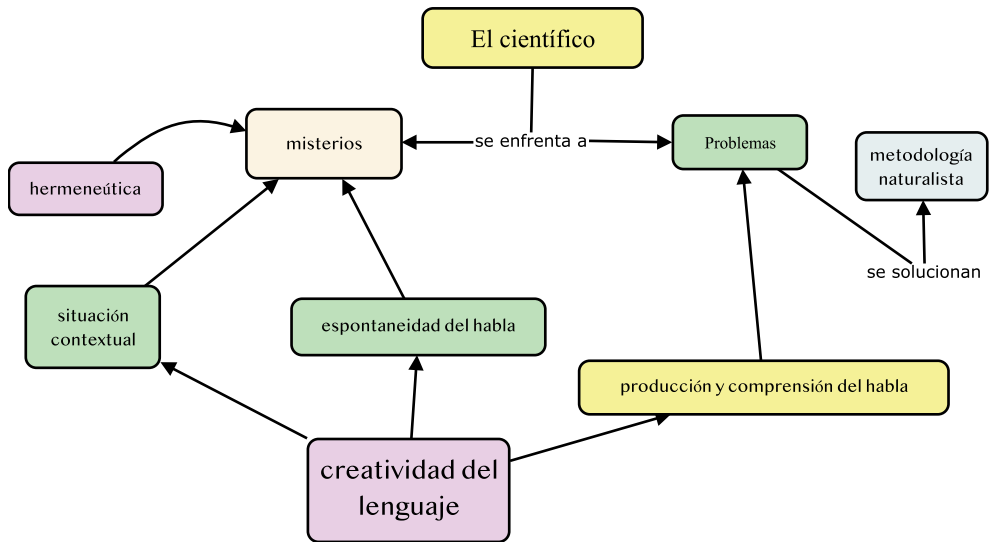 El científico
se enfrenta a
misterios
Problemas
metodología
naturalista
hermeneútica
se solucionan
situación
contextual
espontaneidad del habla
producción y comprensión del habla
creatividad del
lenguaje